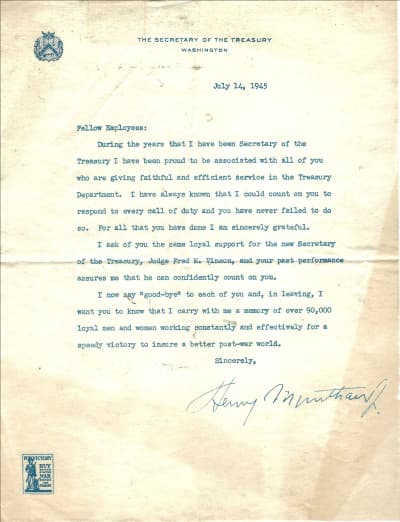 THE SECRETARY OF THE TREASURY
WASHINGTON
July 14, 1945
Fellow Employees:
During the years that I have been Secretary of the
Treasury I have been proud to be associated with all of you
who are giving faithful and efficient service in the Treasury
Department. I have always known that I could count on you to
respond to every call of duty and you have never failed to do
so. For all that you have done I am sincerely grateful.
I ask of you the same loyal support for the new Secretary
of the Treasury, Judge Fred M. Vinson, and your past performance
assures me that he can confidently count on you.
I now say "good-bye" to each of you and, in leaving, I
want you to know that I carry with me a memory of over 90,000
loyal men and women working constantly and effectively for a
speedy victory to insure a better post-war world.
Sincerely,
Henry Morgenthau Jr.
FOR VICTORY
BUY
UNITED
STATES
WAR
BONDS
AND
STAMPS